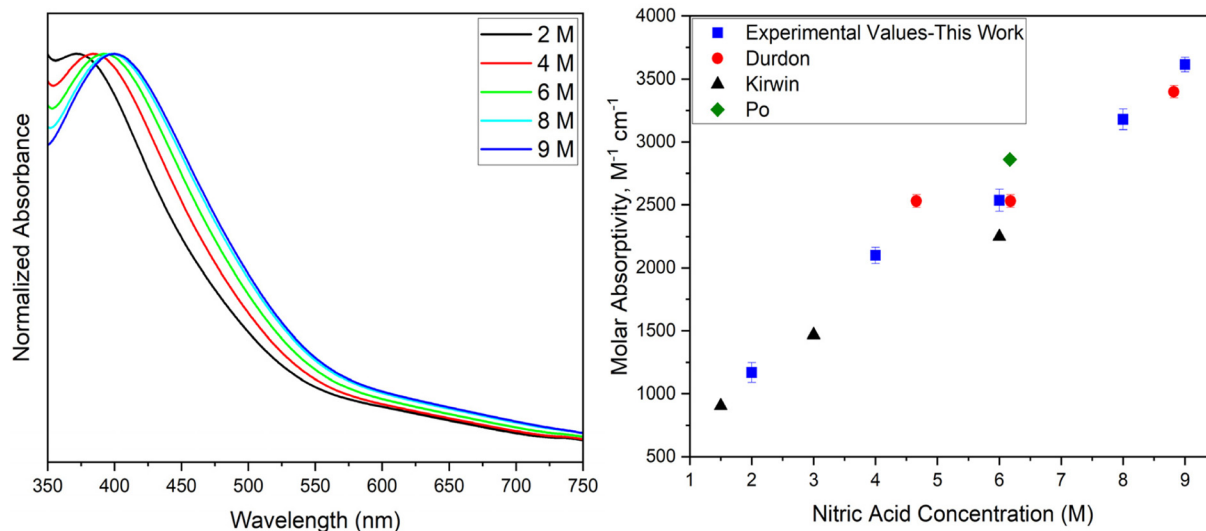 2 M
4 M
6 M
8 M
9 M
Normalized Absorbance
350 400 450 500 550 600 650 700 750
Wavelength (nm)
4000
3500
3000
2500
2000
1500
1000
500
Experimental Values-This Work
Durdon
Kirwin
Po
Molar Absorptivity, M⁻¹ cm⁻¹
1 2 3 4 5 6 7 8 9
Nitric Acid Concentration (M)